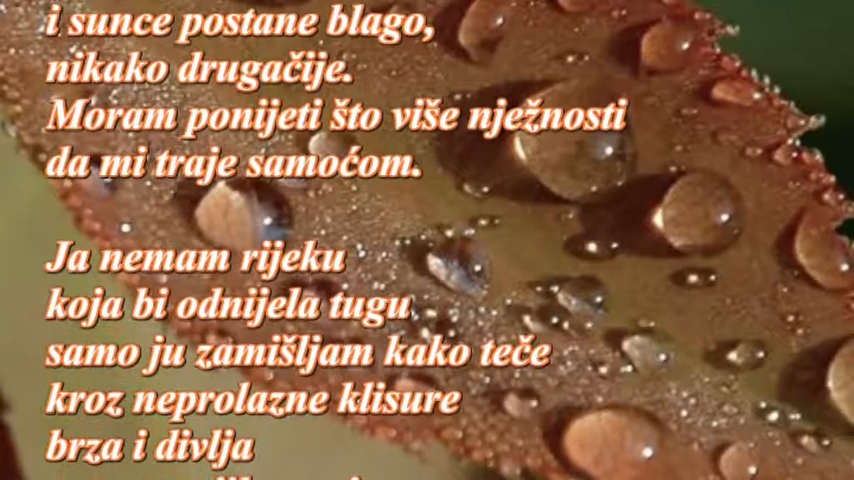 i sunce postane blago,
nikako drugačije.
Moram ponijeti što više nježnosti
da mi traje samoćom.
Ja nemam rijeku
koja bi odnijela tugu
samo ju zamišljam kako teče
kroz neprolazne klisure
brza i divlja